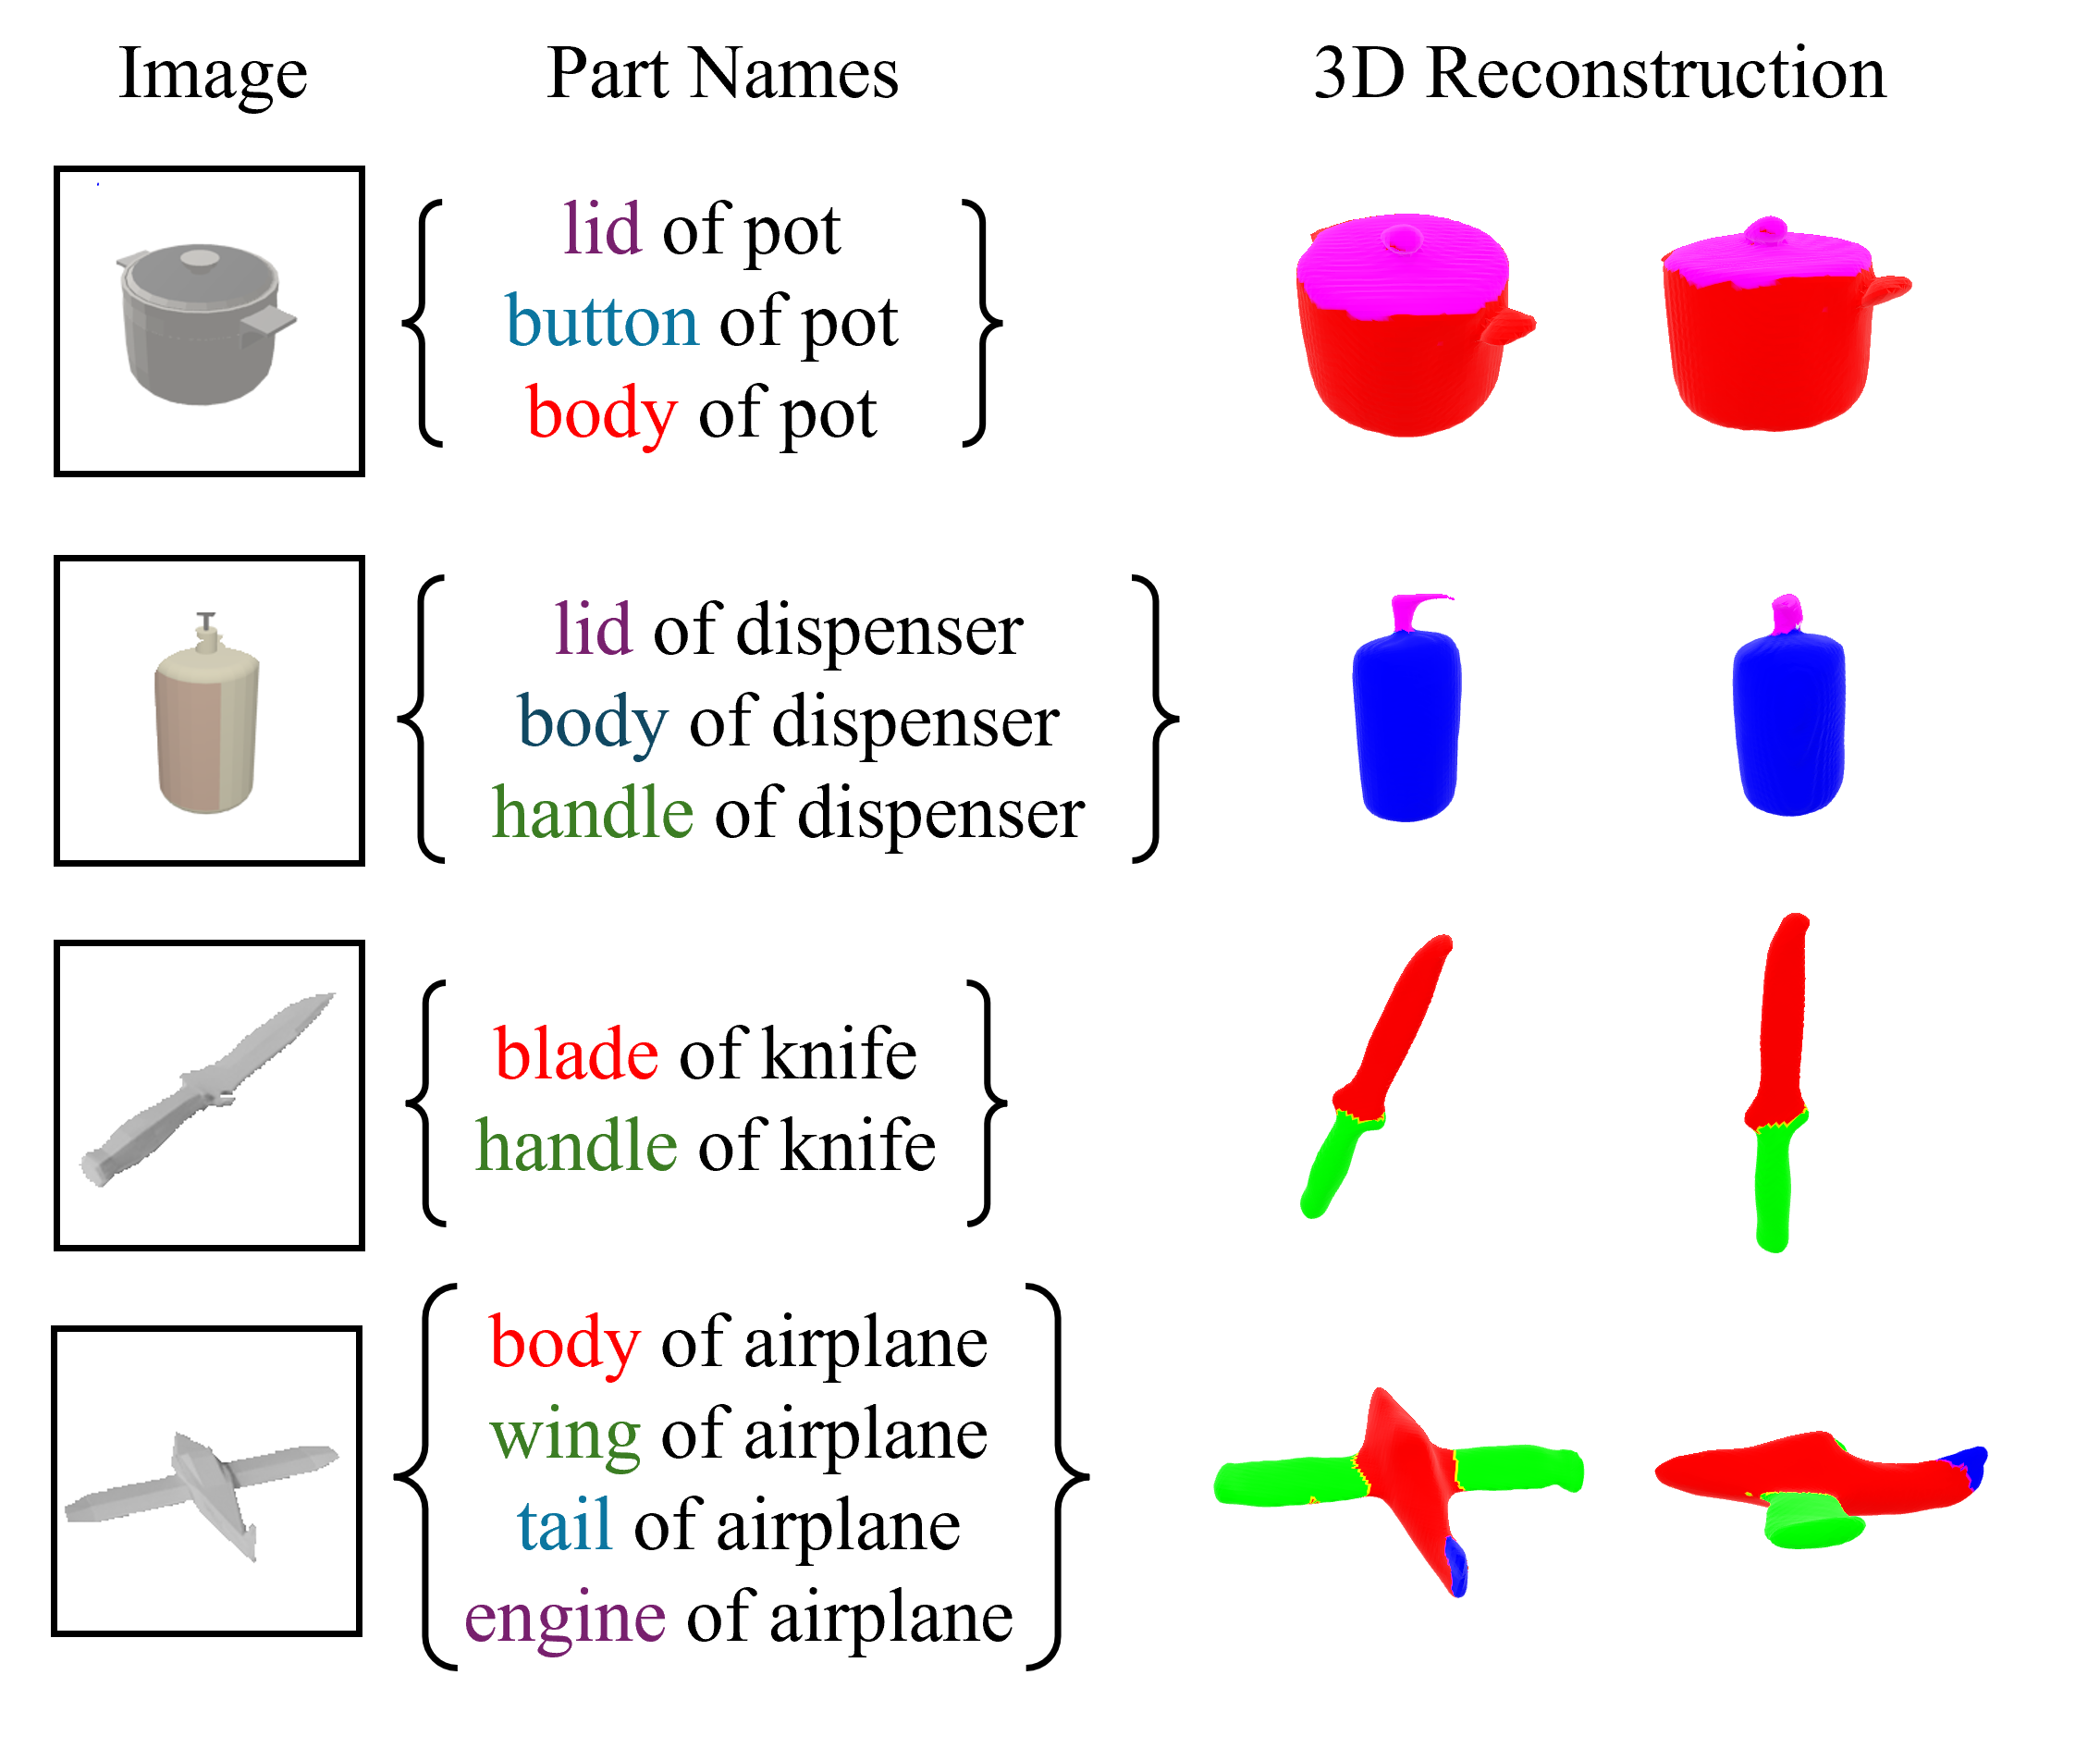 Image Part Names 3D Reconstruction
lid of pot
button of pot
body of pot
lid of dispenser
body of dispenser
handle of dispenser
blade of knife
handle of knife
body of airplane
wing of airplane
tail of airplane
engine of airplane